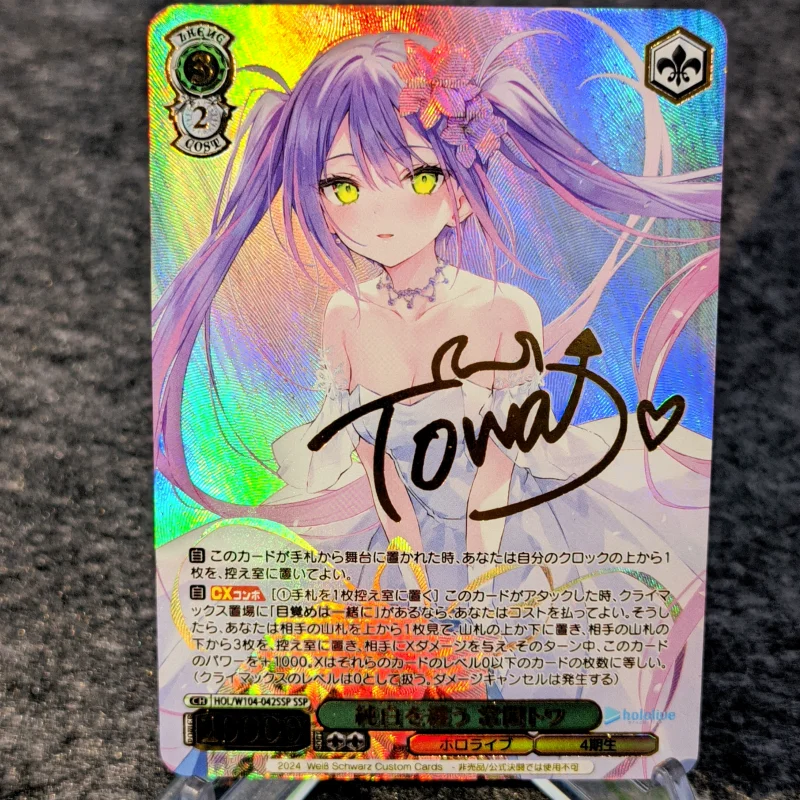 3
2
COST
Towa
自 このカードが手札から舞台に置かれた時、あなたは自分のクロックの上から1
枚を、控え室に置いてよい。
自 CXコンボ [①手札を1枚控え室に置く] このカードがアタックした時、クライマ
ックス置場に「目覚めは一緒に」があるなら、あなたはコストを払ってよい。そうし
たら、あなたは相手の山札を上から1枚見て、山札の上か下に置き、相手の山札の
下から3枚を、控え室に置き、相手にXダメージを与え、そのターン中、このカード
のパワーを+1000。Xはそれらのカードのレベル0以下のカードの枚数に等しい。
(クライマックスのレベルは0として扱う。ダメージキャンセルは発生する)
CH HOL/W104-042SSP SSP
純白を纏う 常闇トワ
hololive
ホロライブ 4期生
2024 Weiß Schwarz Custom Cards -非売品/公式決闘では使用不可